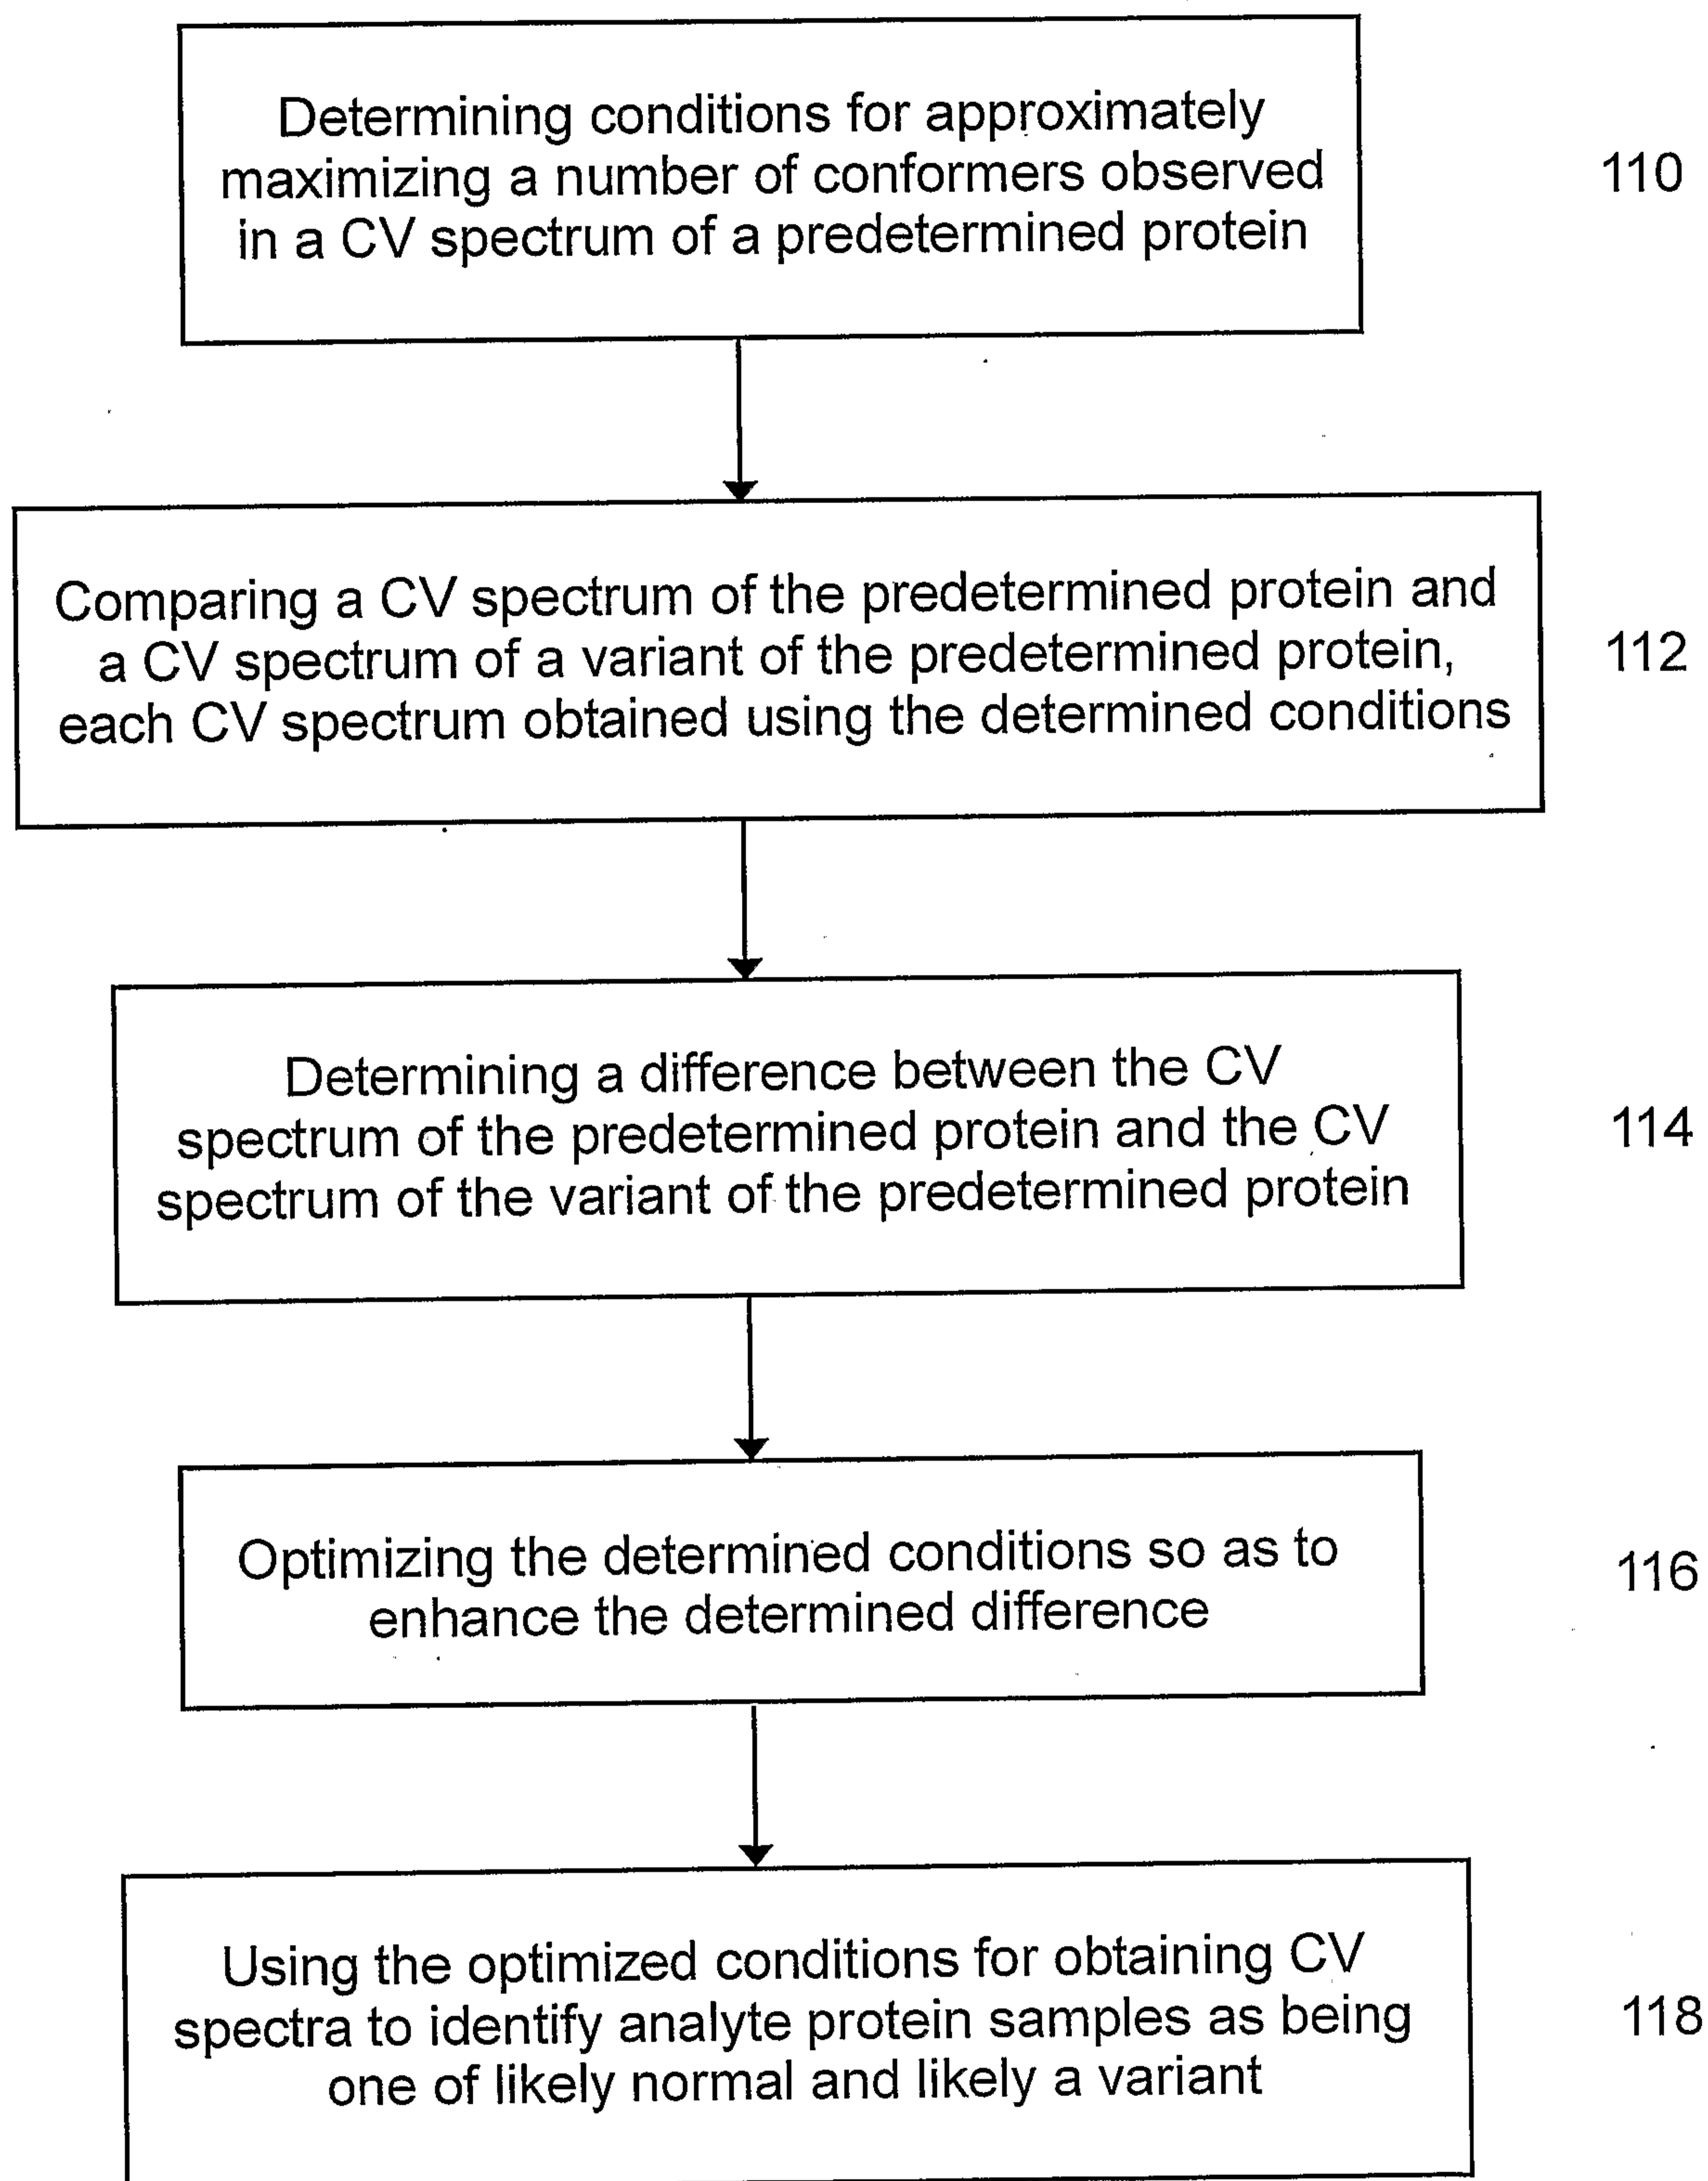 Determining conditions for approximately
maximizing a number of conformers observed
in a CV spectrum of a predetermined protein
110
Comparing a CV spectrum of the predetermined protein and
a CV spectrum of a variant of the predetermined protein,
each CV spectrum obtained using the determined conditions
112
Determining a difference between the CV
spectrum of the predetermined protein and the CV
spectrum of the variant of the predetermined protein
114
Optimizing the determined conditions so as to
enhance the determined difference
116
Using the optimized conditions for obtaining CV
spectra to identify analyte protein samples as being
one of likely normal and likely a variant
118